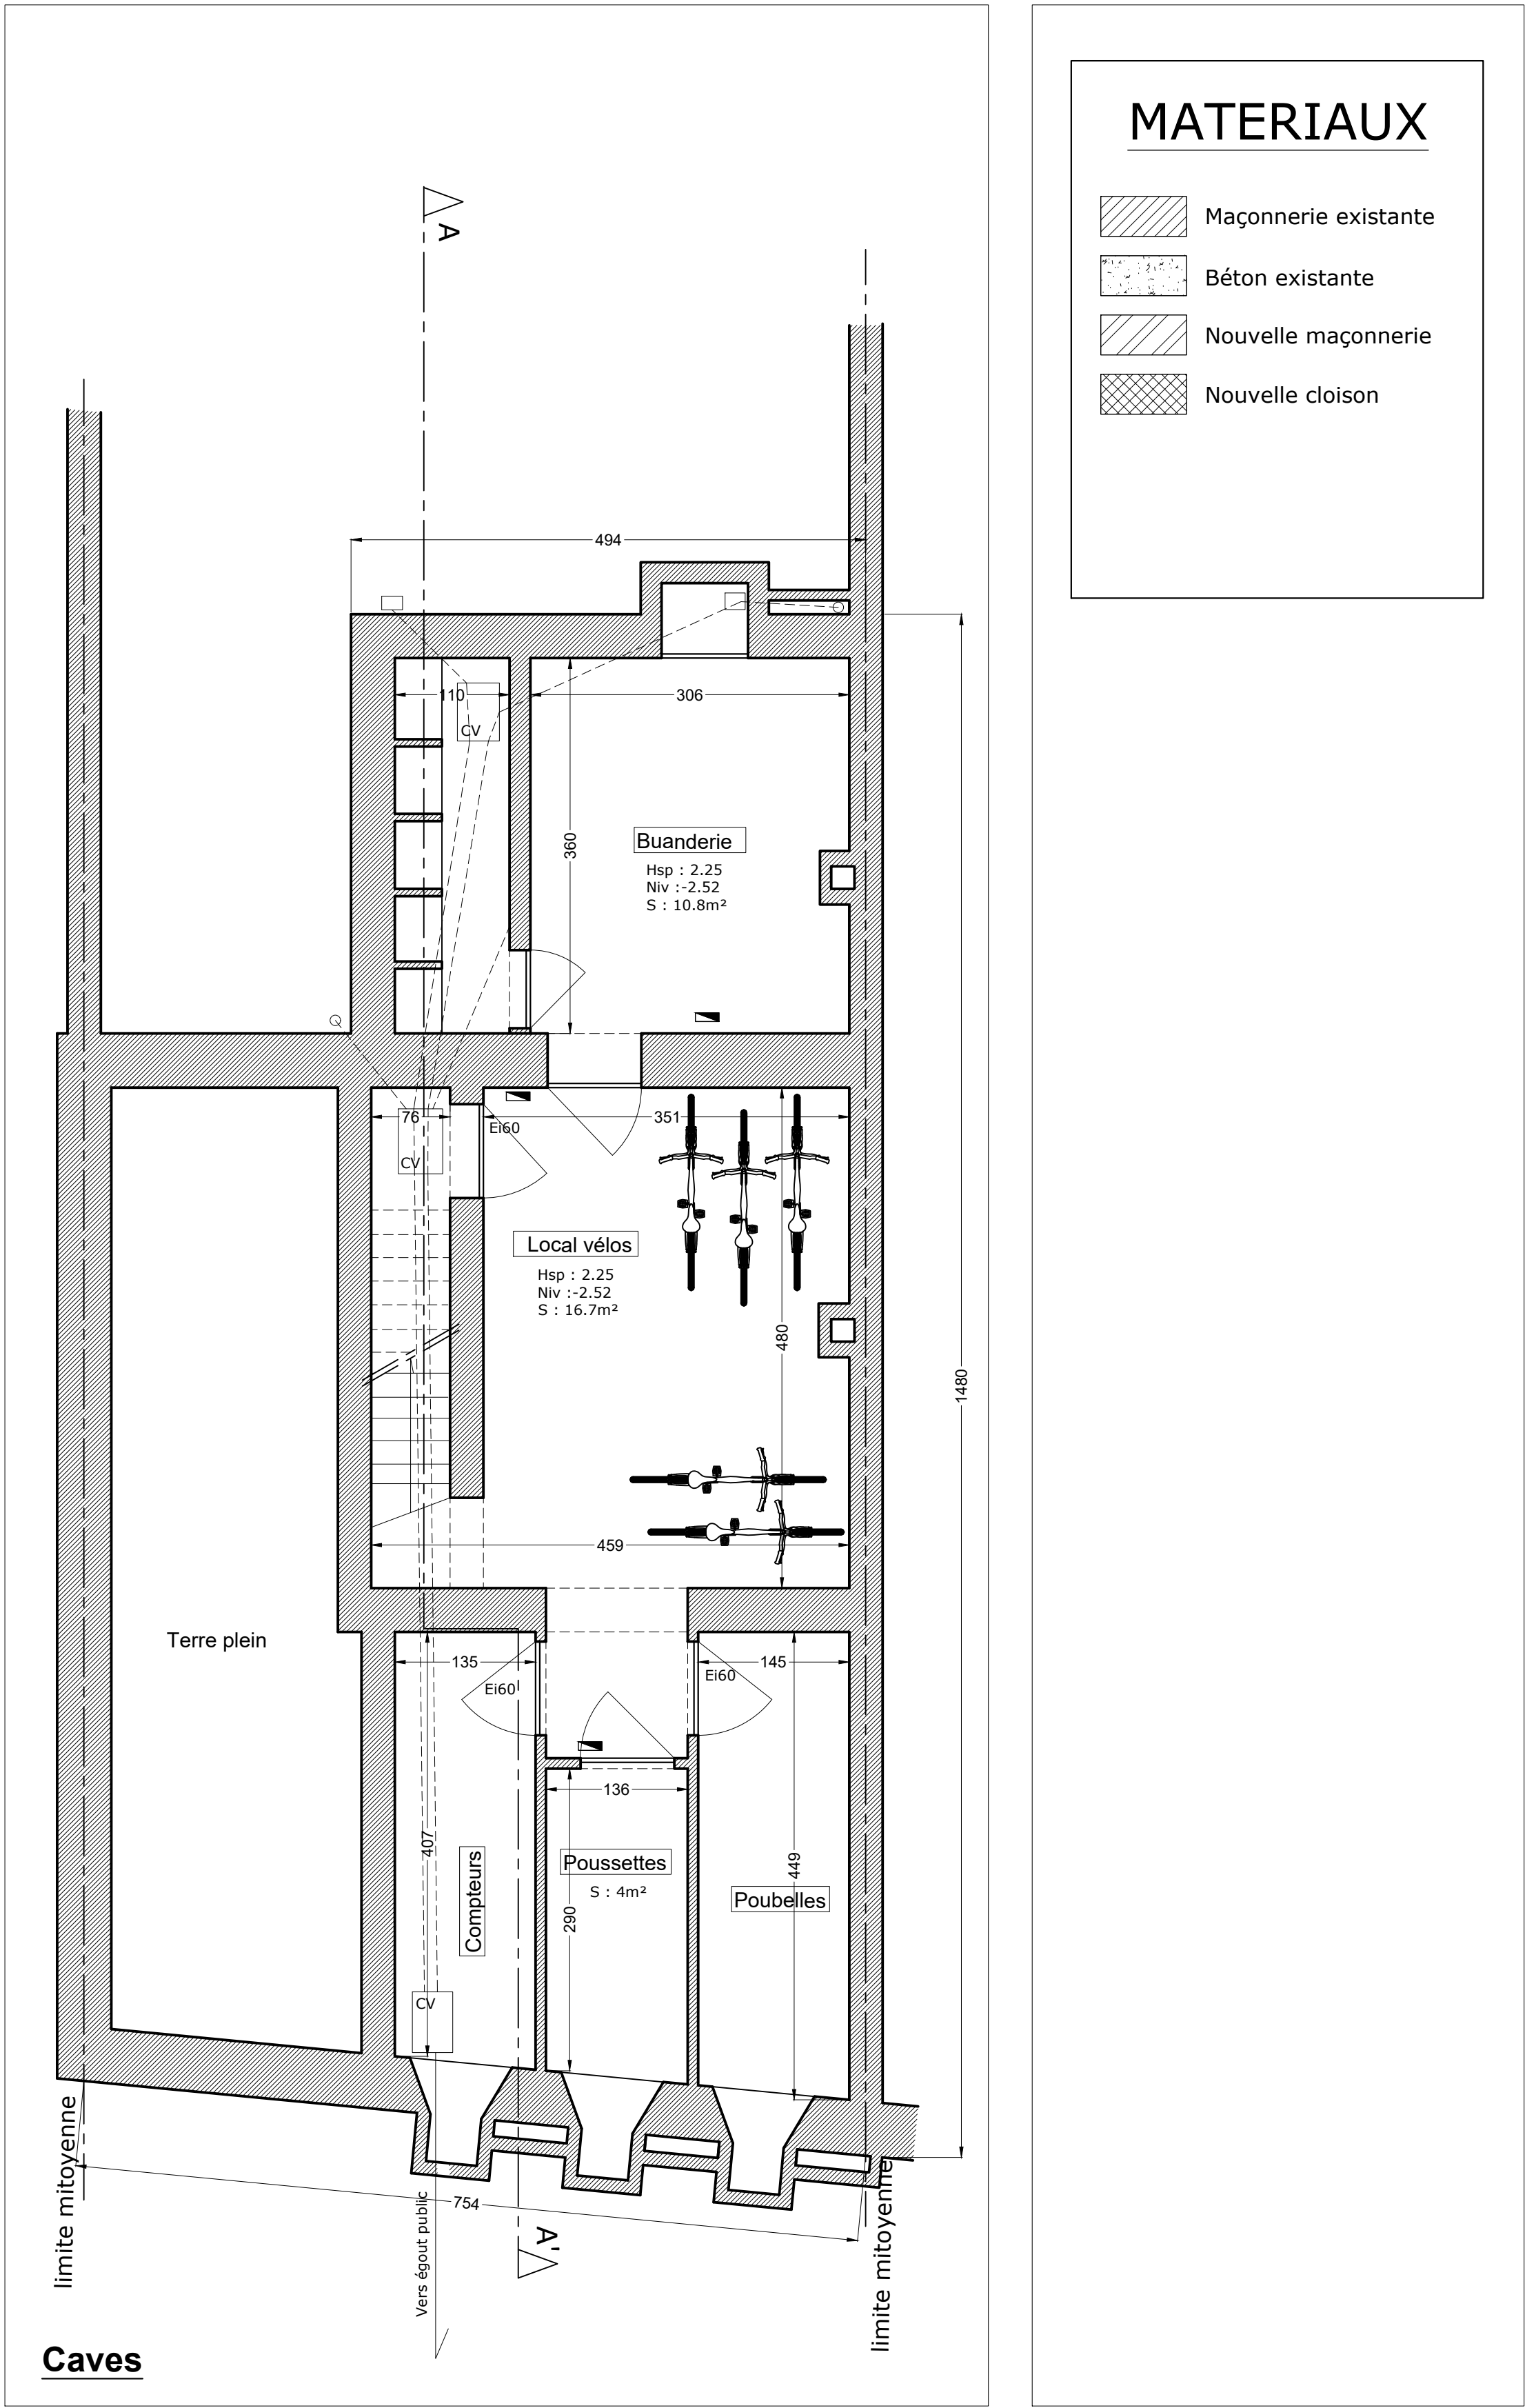 MATERIAUX
Maçonnerie existante
Béton existante
Nouvelle maçonnerie
Nouvelle cloison
A
494
110
306
CV
360
Buanderie
Hsp : 2.25
Niv :-2.52
S : 10.8m²
76
Ei60
351
CV
Local vélos
Hsp : 2.25
Niv :-2.52
S : 16.7m²
480
1480
459
Terre plein
135
Ei60
145
Ei60
136
407
Compteurs
Poussettes
S : 4m²
290
449
Poubelles
CV
limite mitoyenne
754
Vers égout public
A'
limite mitoyenne
Caves